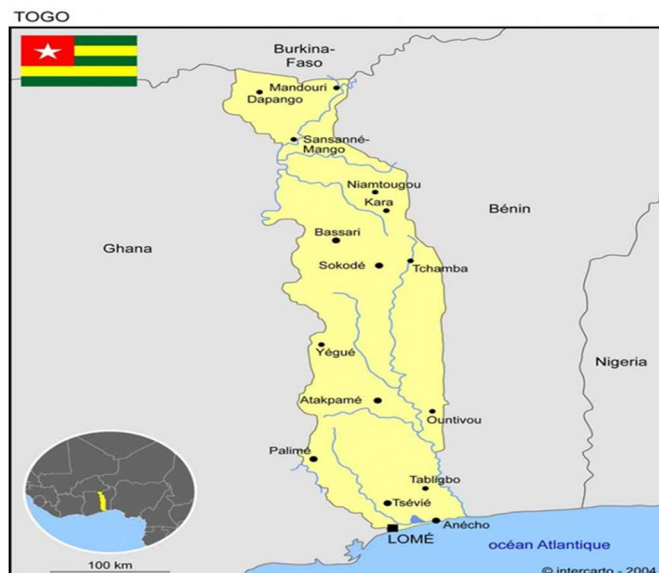 TOGO
Burkina-
Faso
Mandouri
Dapango
Sansanné-
Mango
Niamtougou
Kara
Bénin
Bassari
Ghana
Sokodé
Tchamba
Yégué
Nigeria
Atakpamé
Ountivou
Palimé
Tabligbo
Tsévié
Anécho
LOMÉ
océan Atlantique
100 km
© intercarto - 2004